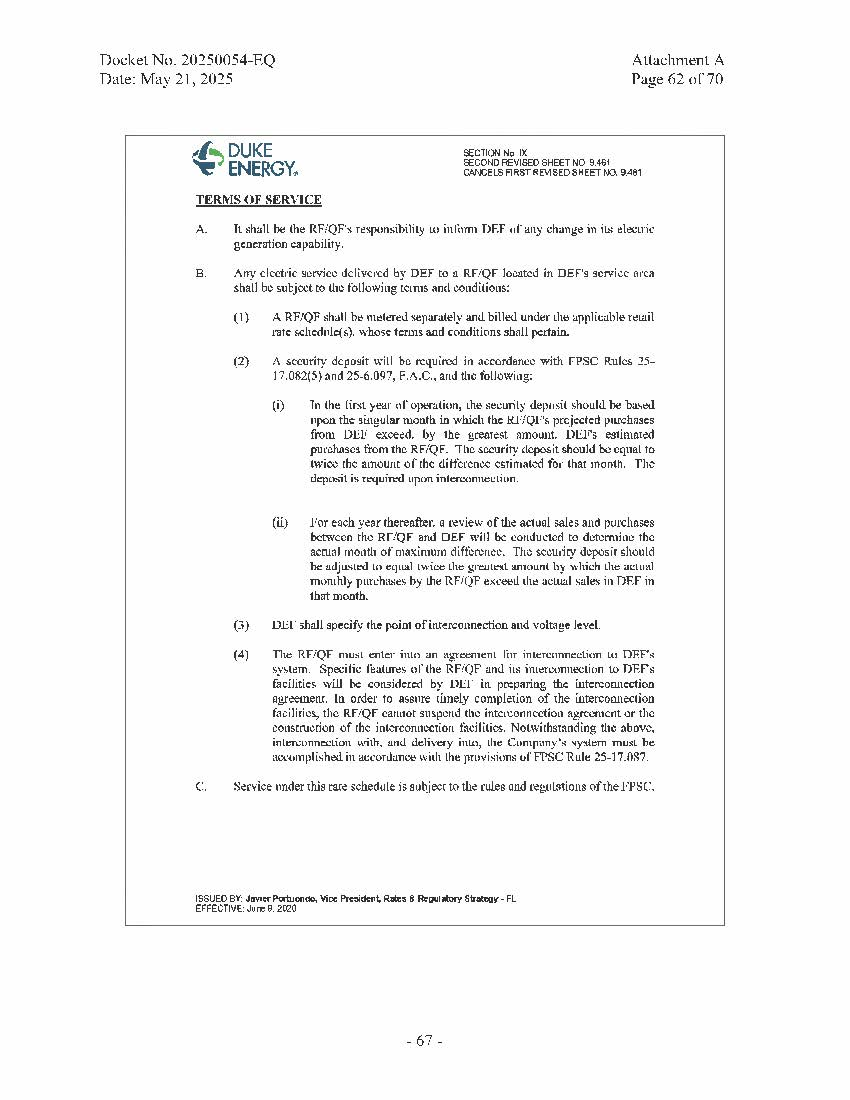 Docket No. 20250054-EQ
Date: May 21, 2025
Attachment A
Page 62 of 70
DUKE
ENERGY®
SECTION No. IX
SECOND REVISED SHEET NO. 9.461
CANCELS FIRST REVISED SHEET NO. 9.461
TERMS OF SERVICE
A. It shall be the RF/QF's responsibility to inform DEF of any change in its electric
generation capability.
B. Any electric service delivered by DEF to a RF/QF located in DEF's service area
shall be subject to the following terms and conditions:
(1) A RF/QF shall be metered separately and billed under the applicable retail
rate schedule(s), whose terms and conditions shall pertain.
(2) A security deposit will be required in accordance with FPSC Rules 25-
17.082(5) and 25-6.097, F.A.C., and the following:
(i) In the first year of operation, the security deposit should be based
upon the singular month in which the RF/QF's projected purchases
from DEF exceed, by the greatest amount, DEF's estimated
purchases from the RF/QF. The security deposit should be equal to
twice the amount of the difference estimated for that month. The
deposit is required upon interconnection.
(ii) For each year thereafter, a review of the actual sales and purchases
between the RF/QF and DEF will be conducted to determine the
actual month of maximum difference. The security deposit should
be adjusted to equal twice the greatest amount by which the actual
monthly purchases by the RF/QF exceed the actual sales in DEF in
that month.
(3) DEF shall specify the point of interconnection and voltage level.
(4) The RF/QF must enter into an agreement for interconnection to DEF's
system. Specific features of the RF/QF and its interconnection to DEF's
facilities will be considered by DEF in preparing the interconnection
agreement. In order to assure timely completion of the interconnection
facilities, the RF/QF cannot suspend the interconnection agreement or the
construction of the interconnection facilities. Notwithstanding the above,
interconnection with, and delivery into, the Company's system must be
accomplished in accordance with the provisions of FPSC Rule 25-17.087.
C. Service under this rate schedule is subject to the rules and regulations of the FPSC.
ISSUED BY: Javier Portuondo, Vice President, Rates & Regulatory Strategy - FL
EFFECTIVE: June 9, 2020
- 67 -